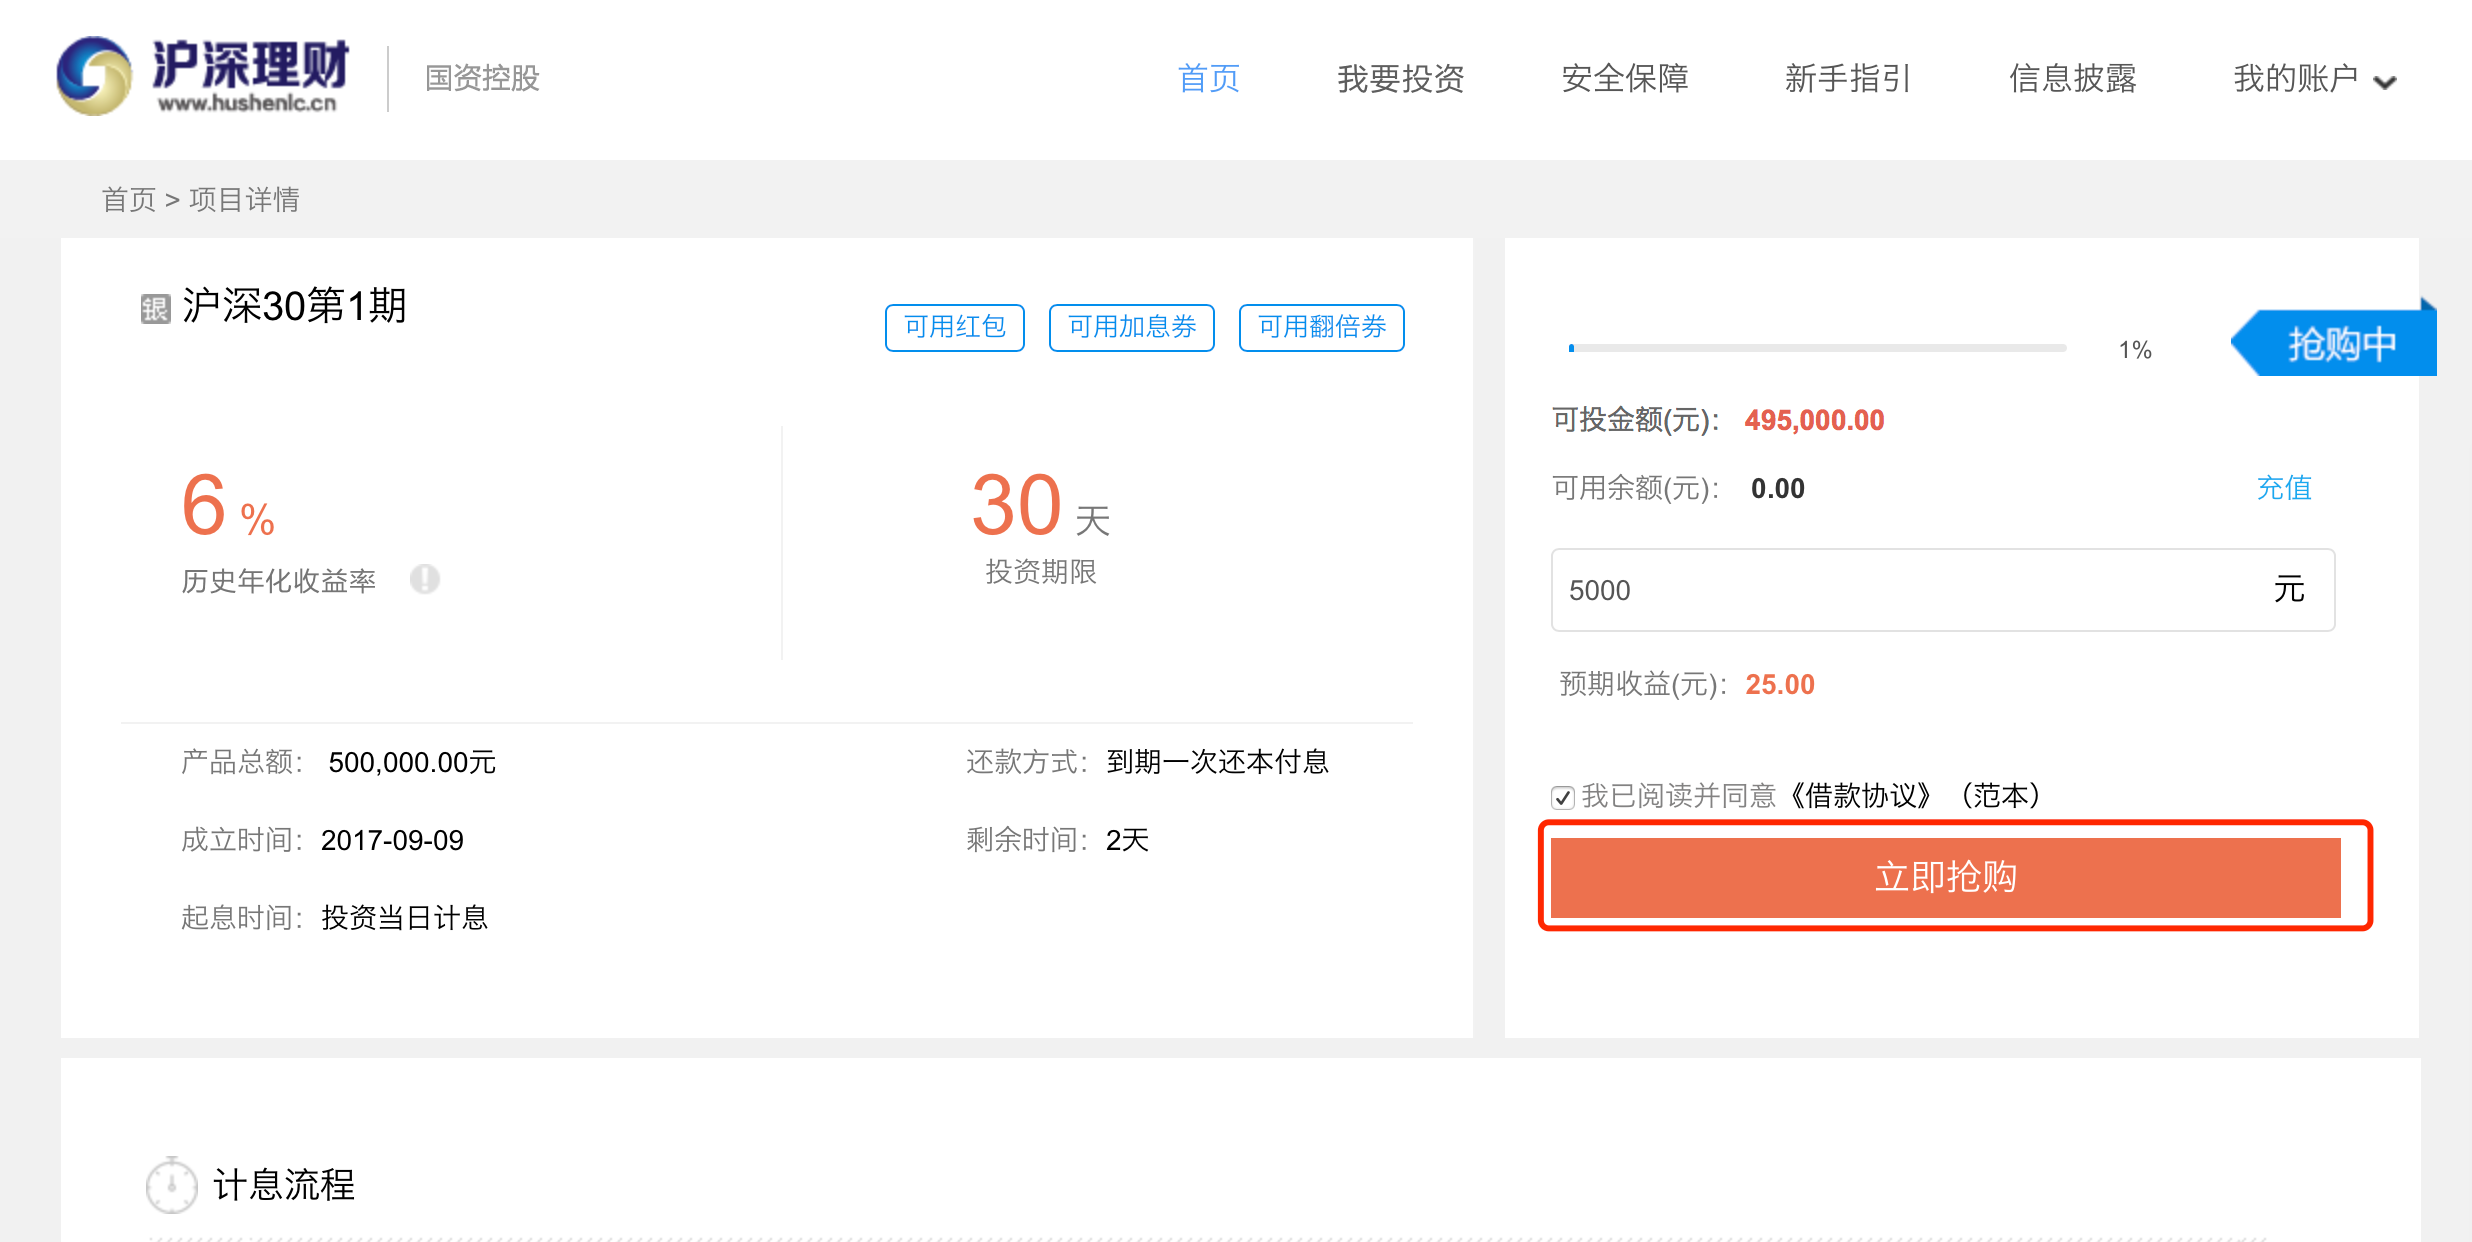 沪深理财
www.hushenlc.cn
国资控股
首页 我要投资 安全保障 新手指引 信息披露 我的账户
首页 > 项目详情
银 沪深30第1期
可用红包 可用加息券 可用翻倍券
6 %
历史年化收益率
30 天
投资期限
产品总额： 500,000.00元
还款方式：到期一次还本付息
成立时间：2017-09-09
剩余时间：2天
起息时间：投资当日计息
1%
抢购中
可投金额(元)： 495,000.00
可用余额(元)： 0.00
充值
5000 元
预期收益(元)：25.00
我已阅读并同意《借款协议》（范本）
立即抢购
计息流程